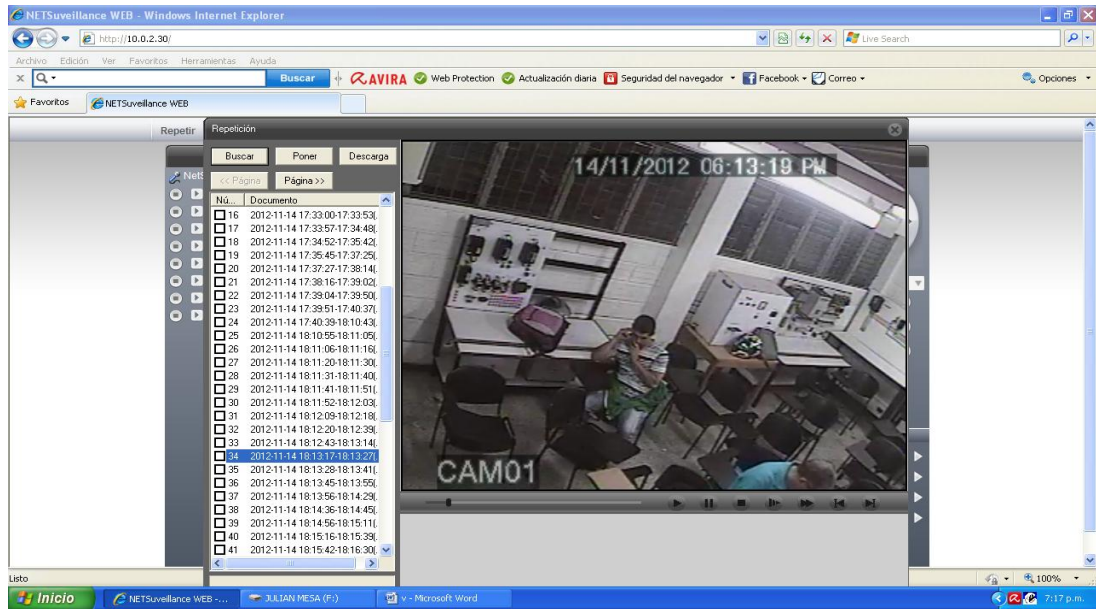 NETSuveillance WEB - Windows Internet Explorer
http://10.0.2.30/
Live Search
Archivo Edición Ver Favoritos Herramientas Ayuda
Buscar
AVIRA Web Protection Actualización diaria Seguridad del navegador Facebook Correo Opciones
Favoritos NETSuveillance WEB
Repetir Repetición
Buscar Poner Descarga
<< Página Página >>
Nú... Documento
16 2012-11-14 17:33:00-17:33:53(.
17 2012-11-14 17:33:57-17:34:48(.
18 2012-11-14 17:34:52-17:35:42(.
19 2012-11-14 17:35:45-17:37:25(.
20 2012-11-14 17:37:27-17:38:14(.
21 2012-11-14 17:38:16-17:39:02(.
22 2012-11-14 17:39:04-17:39:50(.
23 2012-11-14 17:39:51-17:40:37(.
24 2012-11-14 17:40:39-18:10:43(.
25 2012-11-14 18:10:55-18:11:05(.
26 2012-11-14 18:11:06-18:11:16(.
27 2012-11-14 18:11:20-18:11:30(.
28 2012-11-14 18:11:31-18:11:40(.
29 2012-11-14 18:11:41-18:11:51(.
30 2012-11-14 18:11:52-18:12:03(.
31 2012-11-14 18:12:09-18:12:18(.
32 2012-11-14 18:12:20-18:12:39(.
33 2012-11-14 18:12:43-18:13:14(.
34 2012-11-14 18:13:17-18:13:27(.
35 2012-11-14 18:13:28-18:13:41(.
36 2012-11-14 18:13:45-18:13:55(.
37 2012-11-14 18:13:56-18:14:29(.
38 2012-11-14 18:14:36-18:14:45(.
39 2012-11-14 18:14:56-18:15:11(.
40 2012-11-14 18:15:16-18:15:39(.
41 2012-11-14 18:15:42-18:16:30(.
14/11/2012 06:13:19 PM
CAM01
Listo
100%
Inicio NETSuveillance WEB -... JULIAN MESA (F:) v - Microsoft Word 7:17 p.m.